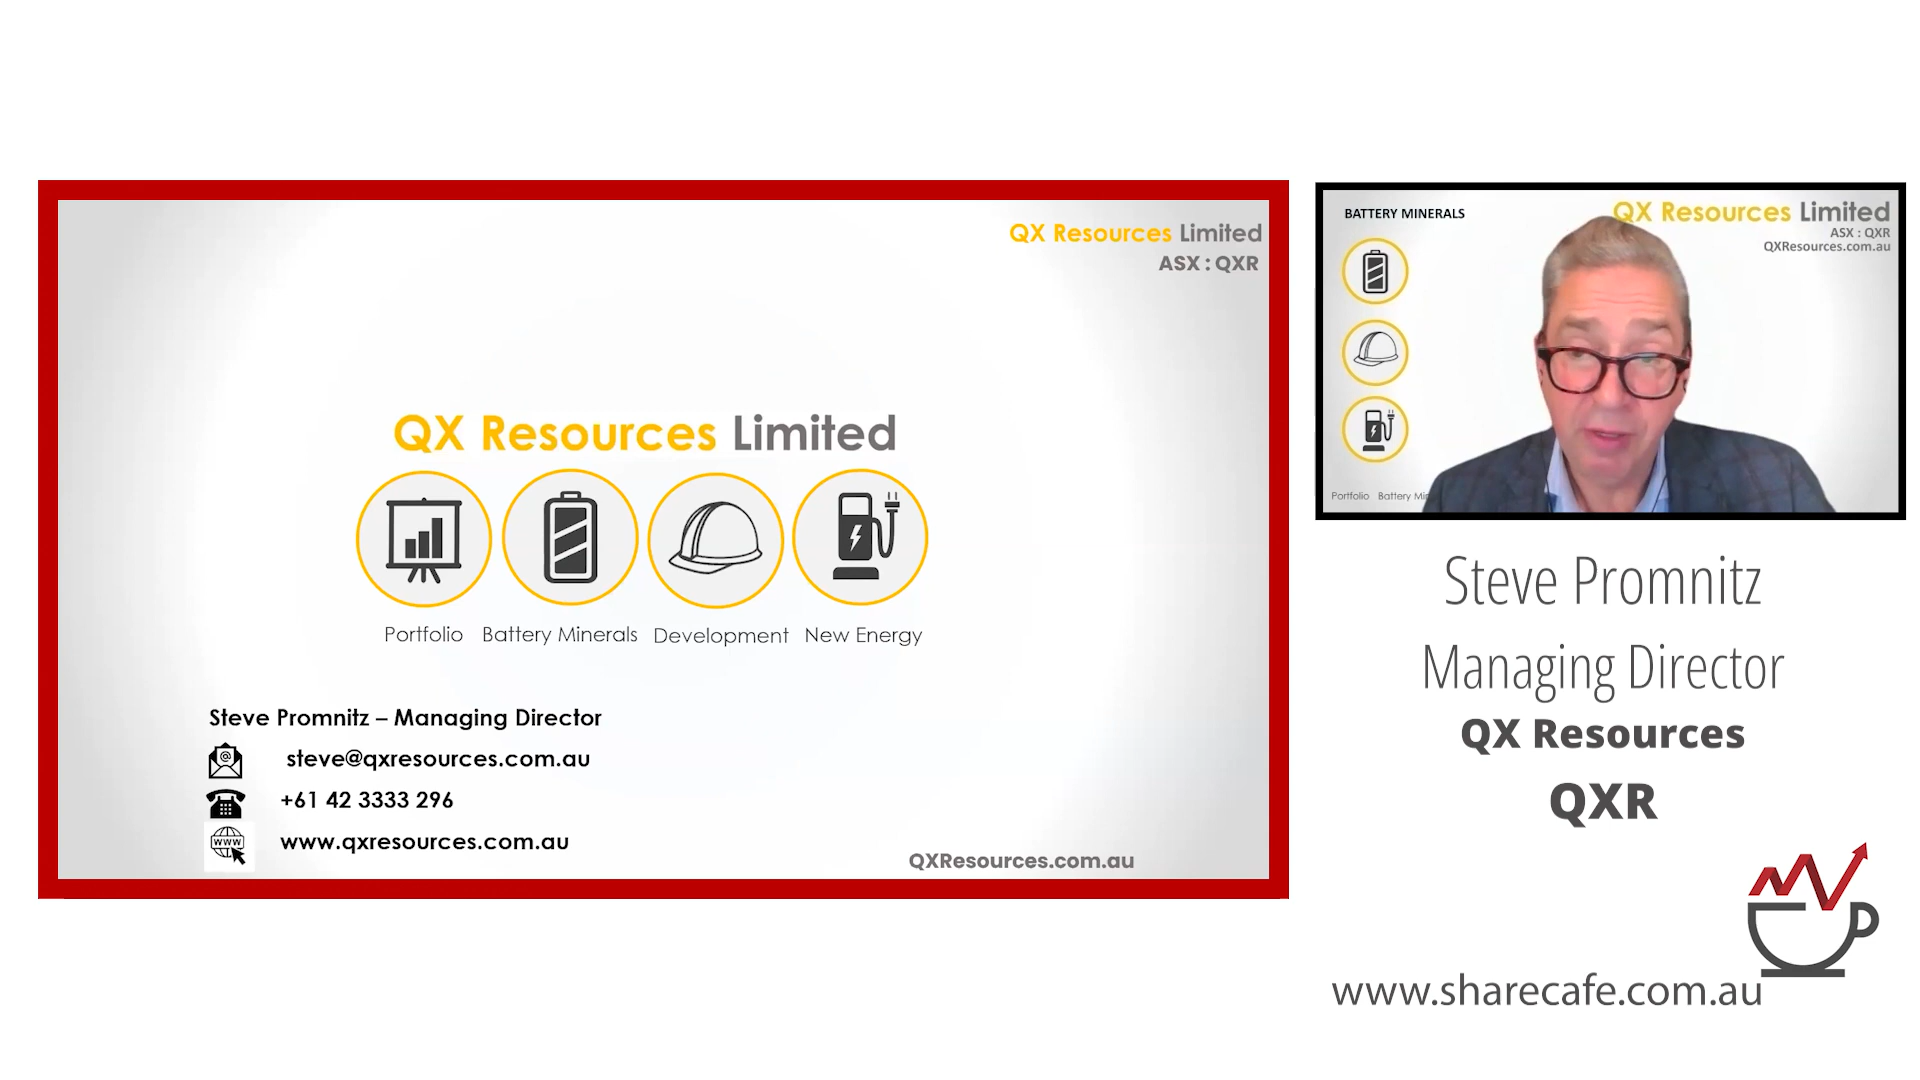 QX Resources Limited
ASX : QXR
QX Resources Limited
Portfolio Battery Minerals Development New Energy
Steve Promnitz – Managing Director
@ steve@qxresources.com.au
+61 42 3333 296
www www.qxresources.com.au
QXResources.com.au
BATTERY MINERALS
QX Resources Limited
ASX : QXR
QXResources.com.au
Portfolio Battery
Steve Promnitz
Managing Director
QX Resources
QXR
www.sharecafe.com.au